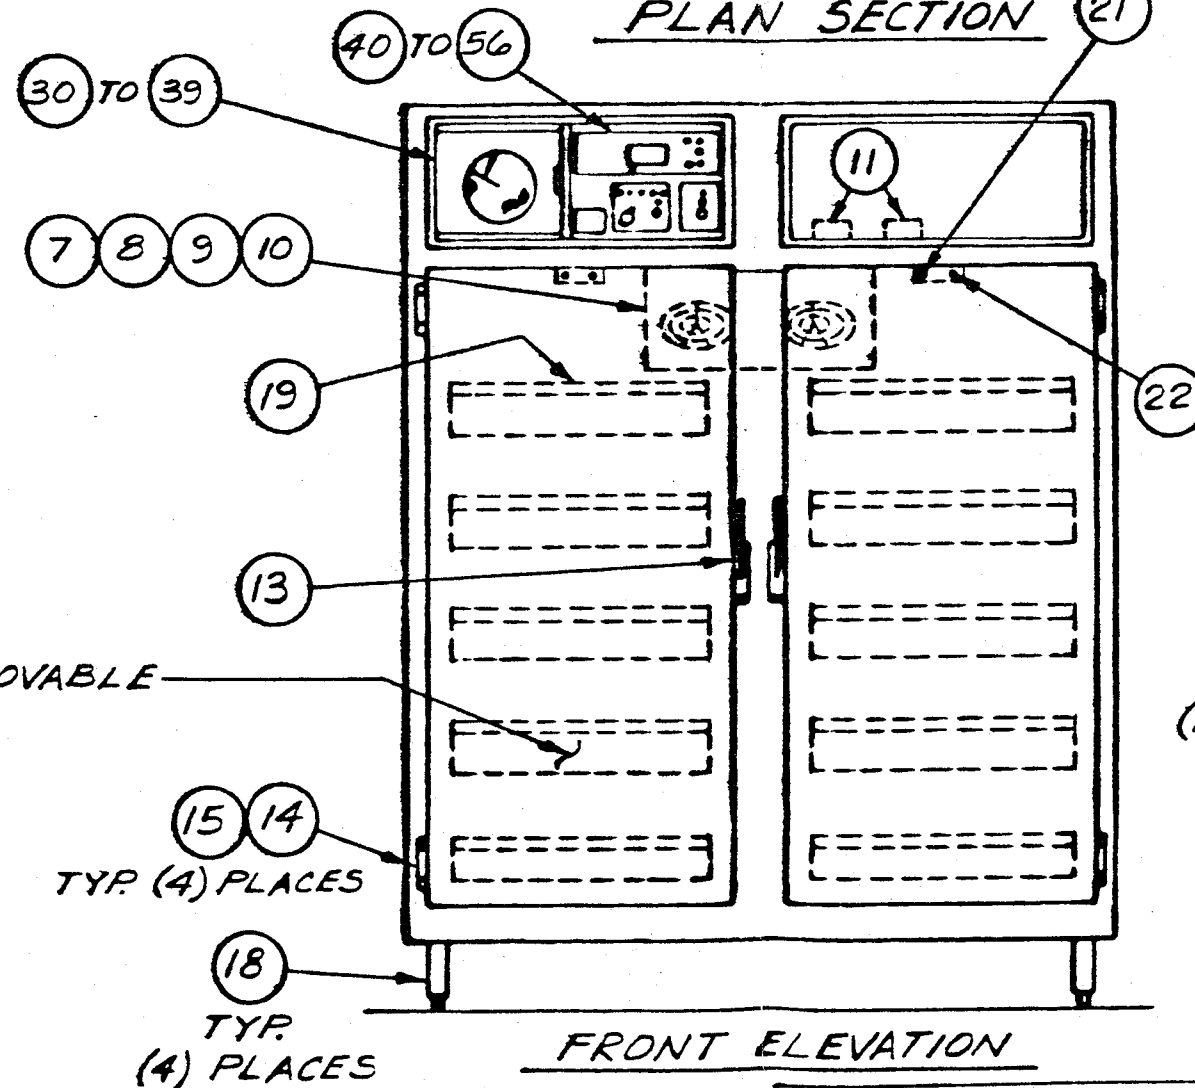 PLAN SECTION
21
40 TO 56
30 TO 39
11
7 8 9 10
19
22
13
OVABLE
15 14
TYP. (4) PLACES
18
TYP.
(4) PLACES
FRONT ELEVATION